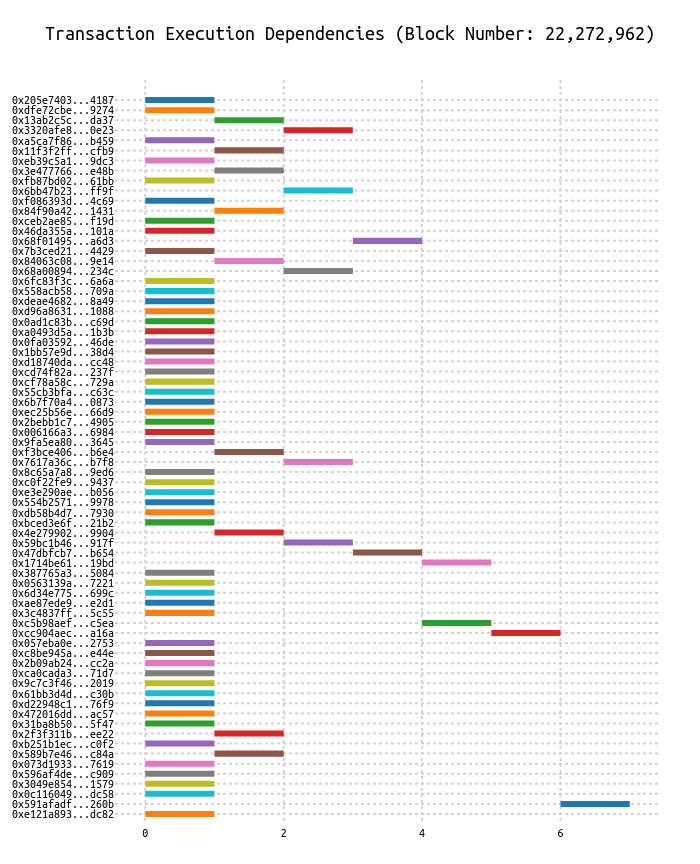 Transaction Execution Dependencies (Block Number: 22,272,962)
0x205e7403...4187
0xdfe72cbe...9274
0x13ab2c5c...da37
0x3320afe8...0e23
0xa5ca7f86...b459
0x11f3f2ff...cfb9
0xeb39c5a1...9dc3
0x3e477766...e48b
0xfb87bd02...61bb
0x6bb47b23...ff9f
0xf086393d...4c69
0x84f90a42...1431
0xceb2ae85...f19d
0x46da355a...101a
0x68f01495...a6d3
0x7b3ced21...4429
0x84063c08...9e14
0x68a00894...234c
0x6fc83f3c...6a6a
0x558acb58...709a
0xdeae4682...8a49
0xd96a8631...1088
0x0ad1c83b...c69d
0xa0493d5a...1b3b
0x0fa03592...46de
0x1bb57e9d...38d4
0xd18740da...cc48
0xcd74f82a...237f
0xcf78a58c...729a
0x55cb3bfa...c63c
0x6b7f70a4...0873
0xec25b56e...66d9
0x2bebb1c7...4905
0x006166a3...6984
0x9fa5ea80...3645
0xf3bce406...b6e4
0x7617a36c...b7f8
0x8c65a7a8...9ed6
0xc0f22fe9...9437
0xe3e290ae...b056
0x554b2571...9978
0xdb58b4d7...7930
0xbced3e6f...21b2
0x4e279902...9904
0x59bc1b46...917f
0x47dbfcb7...b654
0x1714be61...19bd
0x387765a3...5084
0x0563139a...7221
0x6d34e775...699c
0xae87ede9...e2d1
0x3c4837ff...5c55
0xc5b98aef...c5ea
0xcc904aec...a16a
0x057eba0e...2753
0xc8be945a...e44e
0x2b09ab24...cc2a
0xca0cada3...71d7
0x9c7c3f46...2019
0x61bb3d4d...c30b
0xd22948c1...76f9
0x472016dd...ac57
0x31ba8b50...5f47
0x2f3f311b...ee22
0xb251b1ec...c0f2
0x589b7e46...c84a
0x073d1933...7619
0x596af4de...c909
0x3049e854...1579
0x0c116049...dc58
0x591afadf...260b
0xe121a893...dc82
0 2 4 6